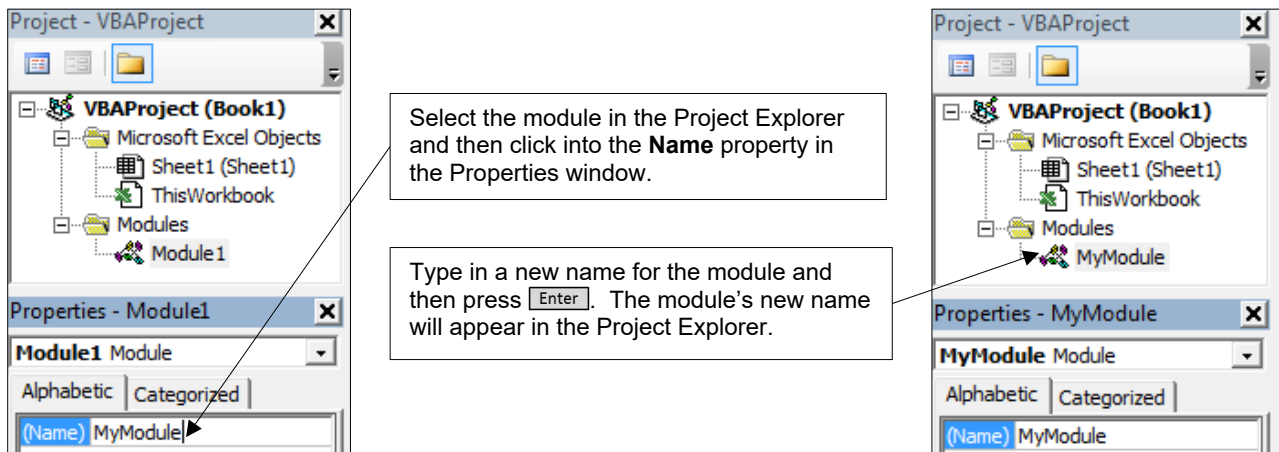 Project - VBAProject
VBAProject (Book1)
Microsoft Excel Objects
Sheet1 (Sheet1)
ThisWorkbook
Modules
Module1
Properties - Module1
Module1 Module
Alphabetic Categorized
(Name) MyModule
Select the module in the Project Explorer
and then click into the Name property in
the Properties window.
Type in a new name for the module and
then press Enter. The module’s new name
will appear in the Project Explorer.
Project - VBAProject
VBAProject (Book1)
Microsoft Excel Objects
Sheet1 (Sheet1)
ThisWorkbook
Modules
MyModule
Properties - MyModule
MyModule Module
Alphabetic Categorized
(Name) MyModule